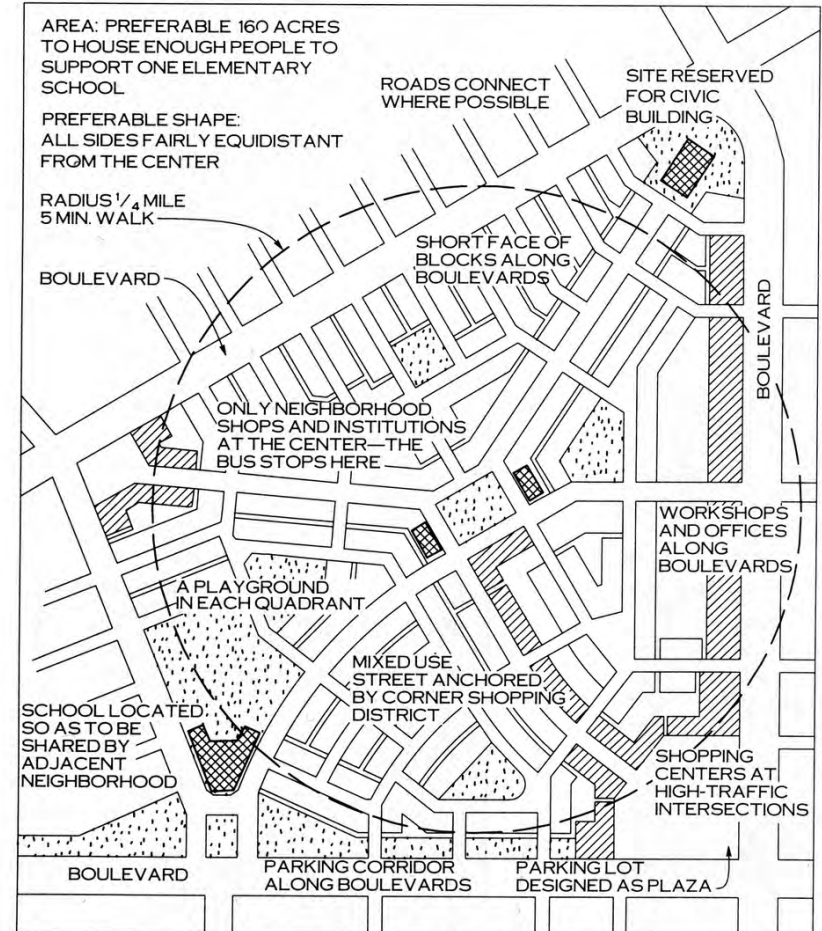 AREA: PREFERABLE 160 ACRES
TO HOUSE ENOUGH PEOPLE TO
SUPPORT ONE ELEMENTARY
SCHOOL
PREFERABLE SHAPE:
ALL SIDES FAIRLY EQUIDISTANT
FROM THE CENTER
RADIUS 1/4 MILE
5 MIN. WALK
BOULEVARD
ROADS CONNECT
WHERE POSSIBLE
SITE RESERVED
FOR CIVIC
BUILDING
SHORT FACE OF
BLOCKS ALONG
BOULEVARDS
BOULEVARD
ONLY NEIGHBORHOOD
SHOPS AND INSTITUTIONS
AT THE CENTER—THE
BUS STOPS HERE
WORKSHOPS
AND OFFICES
ALONG
BOULEVARDS
A PLAYGROUND
IN EACH QUADRANT
MIXED USE
STREET ANCHORED
BY CORNER SHOPPING
DISTRICT
SCHOOL LOCATED
SO AS TO BE
SHARED BY
ADJACENT
NEIGHBORHOOD
SHOPPING
CENTERS AT
HIGH-TRAFFIC
INTERSECTIONS
BOULEVARD
PARKING CORRIDOR
ALONG BOULEVARDS
PARKING LOT
DESIGNED AS PLAZA